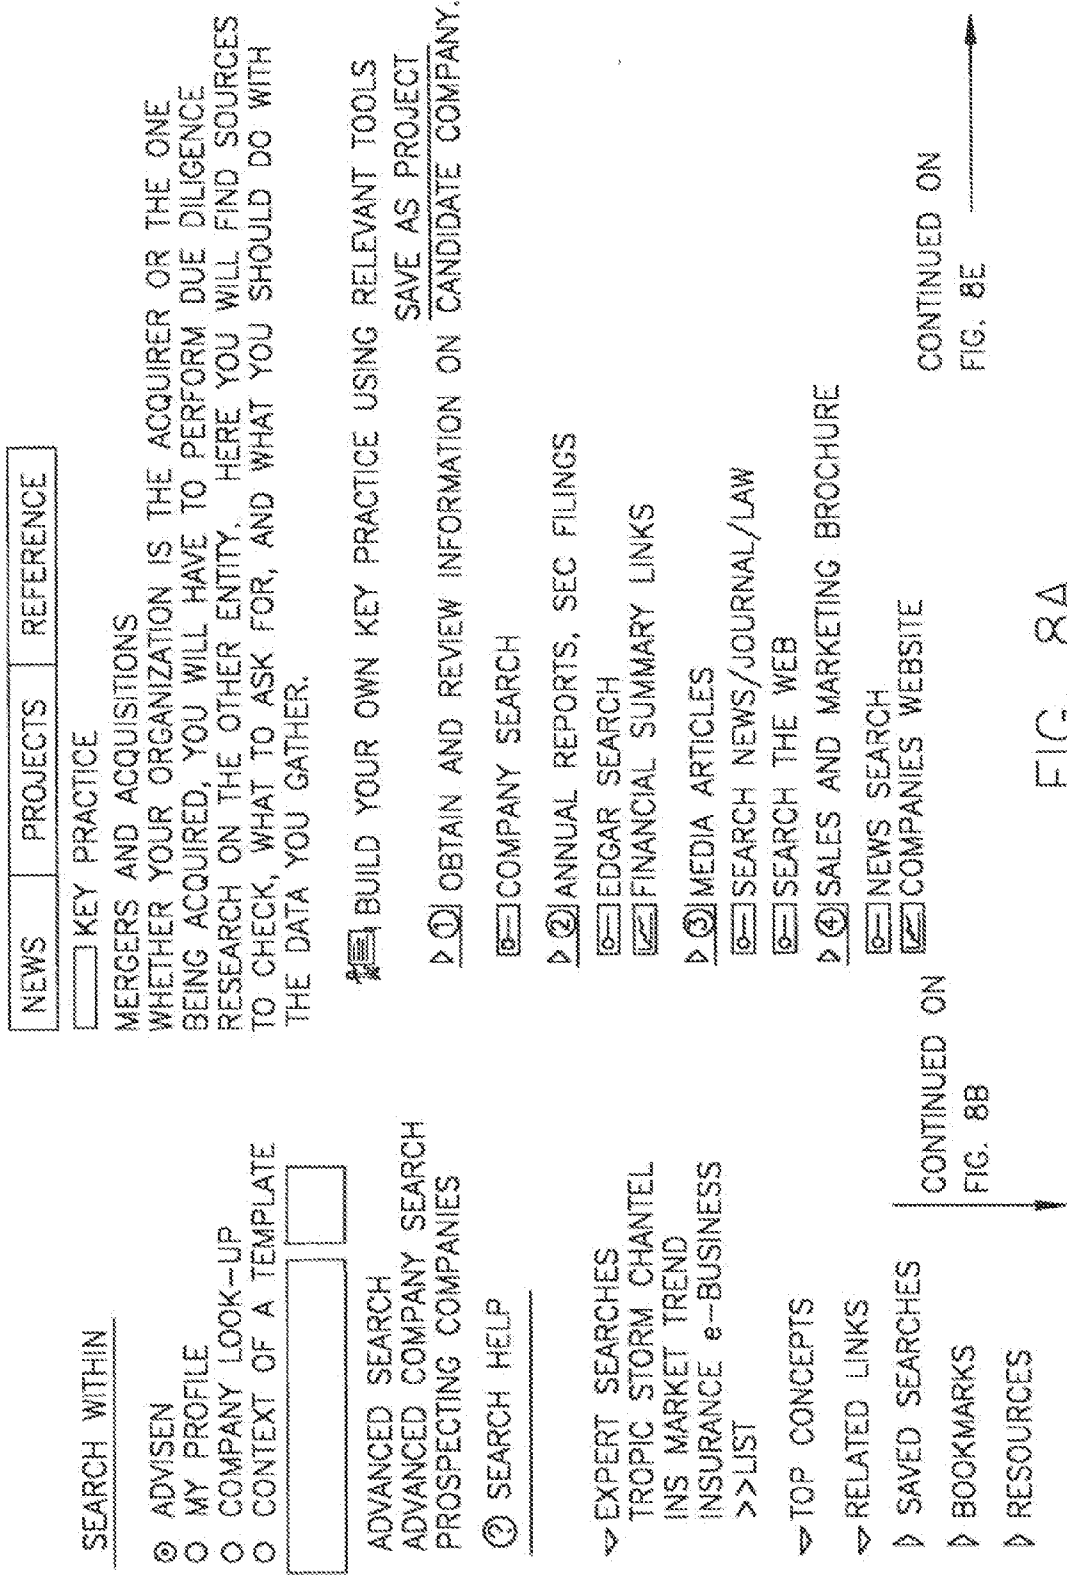 SEARCH WITHIN
ADVISEN
MY PROFILE
COMPANY LOOK-UP
CONTEXT OF A TEMPLATE
ADVANCED SEARCH
ADVANCED COMPANY SEARCH
PROSPECTING COMPANIES
? SEARCH HELP
EXPERT SEARCHES
TROPIC STORM CHANTEL
INS MARKET TREND
INSURANCE e-BUSINESS
>>LIST
TOP CONCEPTS
RELATED LINKS
SAVED SEARCHES
BOOKMARKS
RESOURCES
NEWS PROJECTS REFERENCE
KEY PRACTICE
MERGERS AND ACQUISITIONS
WHETHER YOUR ORGANIZATION IS THE ACQUIRER OR THE ONE
BEING ACQUIRED, YOU WILL HAVE TO PERFORM DUE DILIGENCE
RESEARCH ON THE OTHER ENTITY. HERE YOU WILL FIND SOURCES
TO CHECK, WHAT TO ASK FOR, AND WHAT YOU SHOULD DO WITH
THE DATA YOU GATHER.
BUILD YOUR OWN KEY PRACTICE USING RELEVANT TOOLS
SAVE AS PROJECT
1 OBTAIN AND REVIEW INFORMATION ON CANDIDATE COMPANY.
COMPANY SEARCH
2 ANNUAL REPORTS, SEC FILINGS
EDGAR SEARCH
FINANCIAL SUMMARY LINKS
3 MEDIA ARTICLES
SEARCH NEWS/JOURNAL/LAW
SEARCH THE WEB
4 SALES AND MARKETING BROCHURE
NEWS SEARCH
COMPANIES WEBSITE
CONTINUED ON
FIG. 8B
CONTINUED ON
FIG. 8E
FIG. 8A